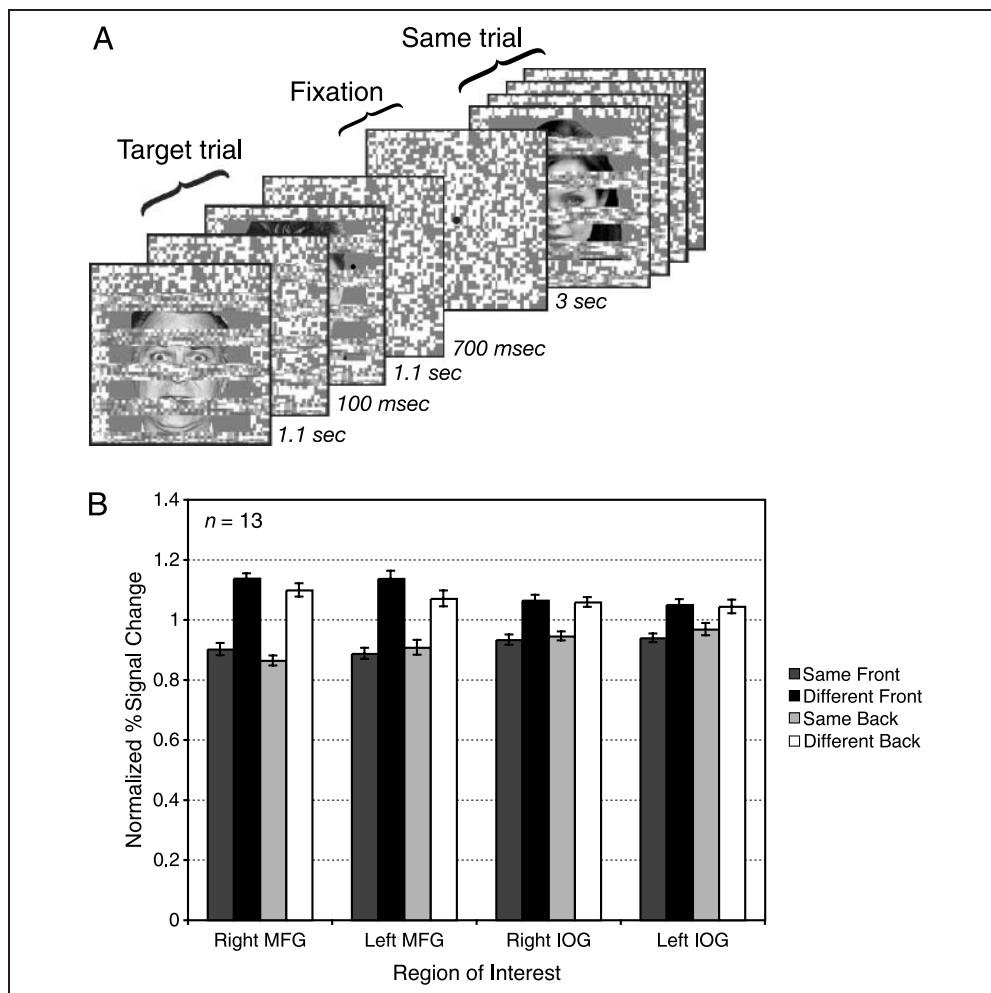 A
Same trial
Fixation
Target trial
3 sec
700 msec
1.1 sec
100 msec
1.1 sec
B
n = 13
Normalized % Signal Change
1.4
1.2
1
0.8
0.6
0.4
0.2
0
Right MFG Left MFG Right IOG Left IOG
Region of Interest
Same Front
Different Front
Same Back
Different Back